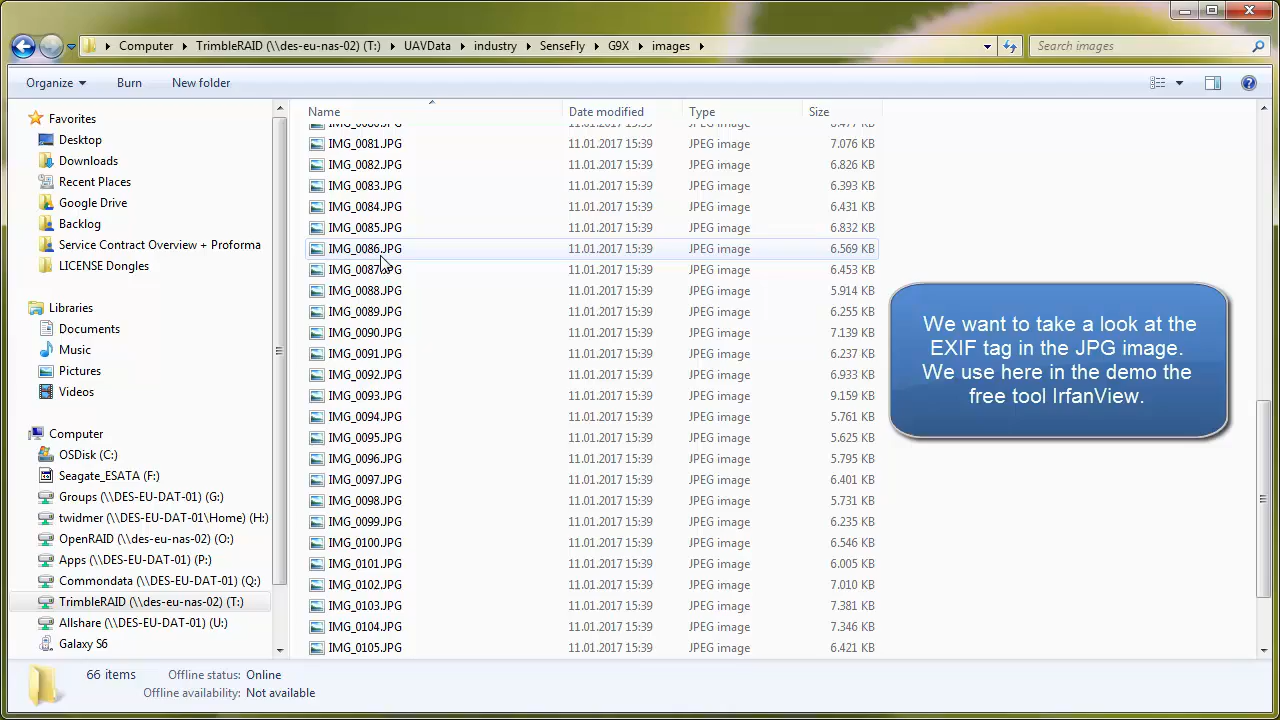 Computer ▸ TrimbleRAID (\\des-eu-nas-02) (T:) ▸ UAVData ▸ industry ▸ SenseFly ▸ G9X ▸ images ▸
Search images
Organize Burn New folder
Favorites
Desktop
Downloads
Recent Places
Google Drive
Backlog
Service Contract Overview + Proforma
LICENSE Dongles
Libraries
Documents
Music
Pictures
Videos
Computer
OSDisk (C:)
Seagate_ESATA (F:)
Groups (\\DES-EU-DAT-01) (G:)
twidmer (\\DES-EU-DAT-01\Home) (H:)
OpenRAID (\\des-eu-nas-02) (O:)
Apps (\\DES-EU-DAT-01) (P:)
Commondata (\\DES-EU-DAT-01) (Q:)
TrimbleRAID (\\des-eu-nas-02) (T:)
Allshare (\\DES-EU-DAT-01) (U:)
Galaxy S6
Name Date modified Type Size
IMG_0080.JPG 11.01.2017 15:39 JPEG image 6.477 KB
IMG_0081.JPG 11.01.2017 15:39 JPEG image 7.076 KB
IMG_0082.JPG 11.01.2017 15:39 JPEG image 6.826 KB
IMG_0083.JPG 11.01.2017 15:39 JPEG image 6.393 KB
IMG_0084.JPG 11.01.2017 15:39 JPEG image 6.431 KB
IMG_0085.JPG 11.01.2017 15:39 JPEG image 6.832 KB
IMG_0086.JPG 11.01.2017 15:39 JPEG image 6.569 KB
IMG_0087.JPG 11.01.2017 15:39 JPEG image 6.453 KB
IMG_0088.JPG 11.01.2017 15:39 JPEG image 5.914 KB
IMG_0089.JPG 11.01.2017 15:39 JPEG image 6.255 KB
IMG_0090.JPG 11.01.2017 15:39 JPEG image 7.139 KB
IMG_0091.JPG 11.01.2017 15:39 JPEG image 6.237 KB
IMG_0092.JPG 11.01.2017 15:39 JPEG image 6.933 KB
IMG_0093.JPG 11.01.2017 15:39 JPEG image 9.159 KB
IMG_0094.JPG 11.01.2017 15:39 JPEG image 5.761 KB
IMG_0095.JPG 11.01.2017 15:39 JPEG image 5.625 KB
IMG_0096.JPG 11.01.2017 15:39 JPEG image 5.795 KB
IMG_0097.JPG 11.01.2017 15:39 JPEG image 6.401 KB
IMG_0098.JPG 11.01.2017 15:39 JPEG image 5.731 KB
IMG_0099.JPG 11.01.2017 15:39 JPEG image 6.235 KB
IMG_0100.JPG 11.01.2017 15:39 JPEG image 6.546 KB
IMG_0101.JPG 11.01.2017 15:39 JPEG image 6.005 KB
IMG_0102.JPG 11.01.2017 15:39 JPEG image 7.010 KB
IMG_0103.JPG 11.01.2017 15:39 JPEG image 7.381 KB
IMG_0104.JPG 11.01.2017 15:39 JPEG image 7.346 KB
IMG_0105.JPG 11.01.2017 15:39 JPEG image 6.421 KB
We want to take a look at the
EXIF tag in the JPG image.
We use here in the demo the
free tool IrfanView.
66 items Offline status: Online
Offline availability: Not available